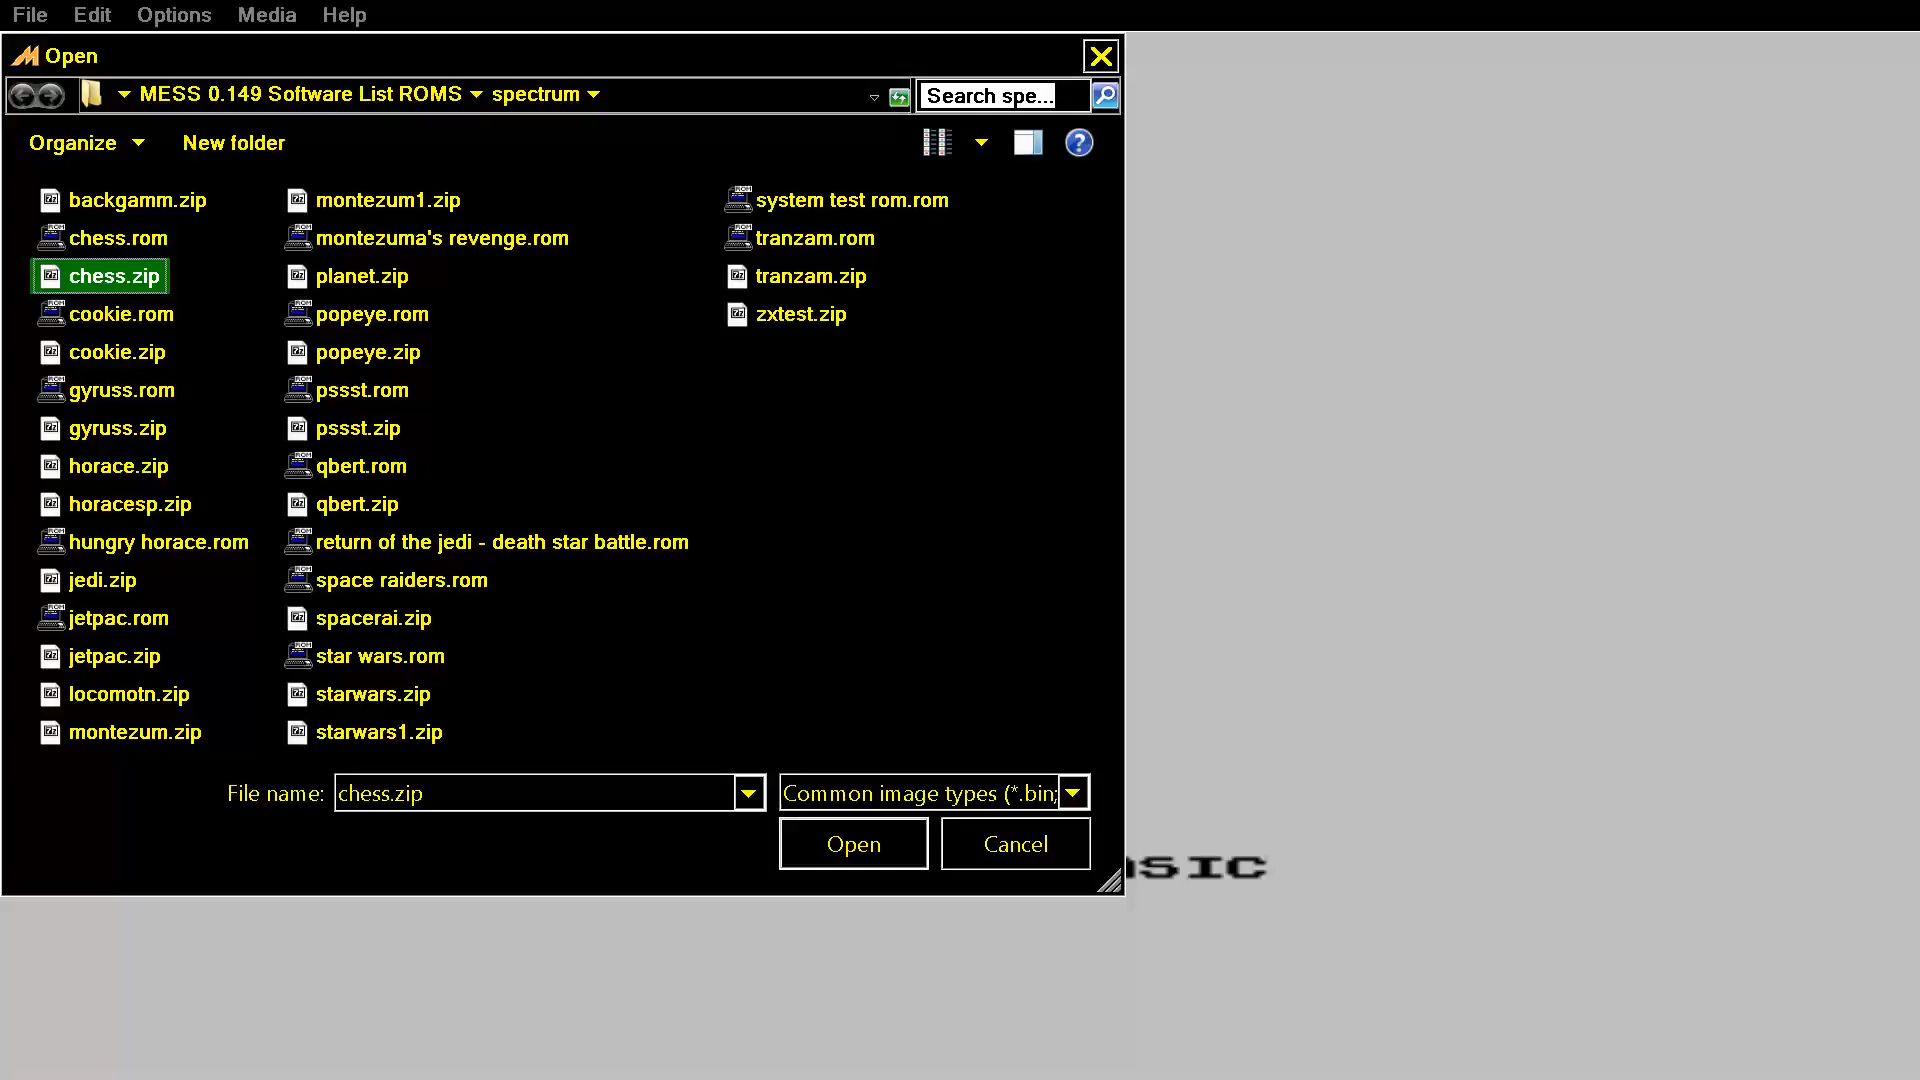 File Edit Options Media Help
Open
MESS 0.149 Software List ROMS spectrum Search spe...
Organize New folder
backgamm.zip
chess.rom
chess.zip
cookie.rom
cookie.zip
gyruss.rom
gyruss.zip
horace.zip
horacesp.zip
hungry horace.rom
jedi.zip
jetpac.rom
jetpac.zip
locomotn.zip
montezum.zip
montezum1.zip
montezuma's revenge.rom
planet.zip
popeye.rom
popeye.zip
pssst.rom
pssst.zip
qbert.rom
qbert.zip
return of the jedi - death star battle.rom
space raiders.rom
spacerai.zip
star wars.rom
starwars.zip
starwars1.zip
system test rom.rom
tranzam.rom
tranzam.zip
zxtest.zip
File name: chess.zip Common image types (*.bin;
Open Cancel